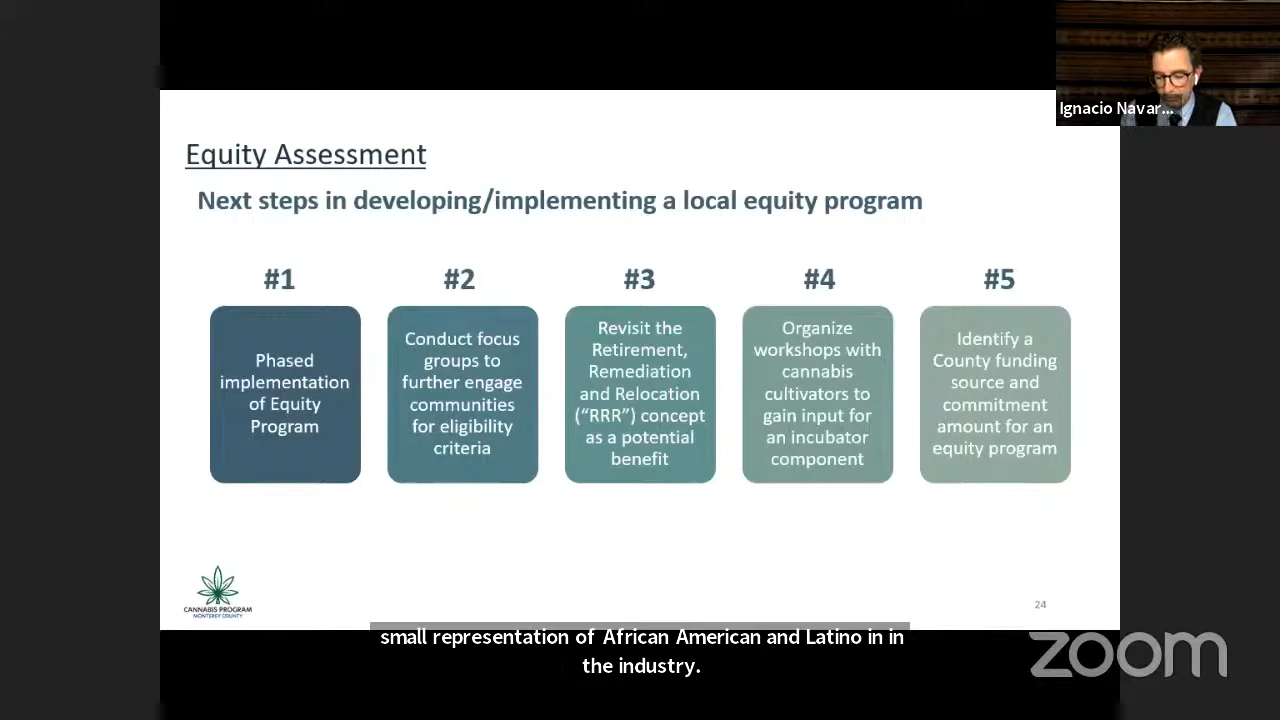 Ignacio Navar...
Equity Assessment
Next steps in developing/implementing a local equity program
#1
Phased
implementation
of Equity
Program
#2
Conduct focus
groups to
further engage
communities
for eligibility
criteria
#3
Revisit the
Retirement,
Remediation
and Relocation
(“RRR”) concept
as a potential
benefit
#4
Organize
workshops with
cannabis
cultivators to
gain input for
an incubator
component
#5
Identify a
County funding
source and
commitment
amount for an
equity program
CANNABIS PROGRAM
MONTEREY COUNTY
24
small representation of African American and Latino in in
the industry.
zoom